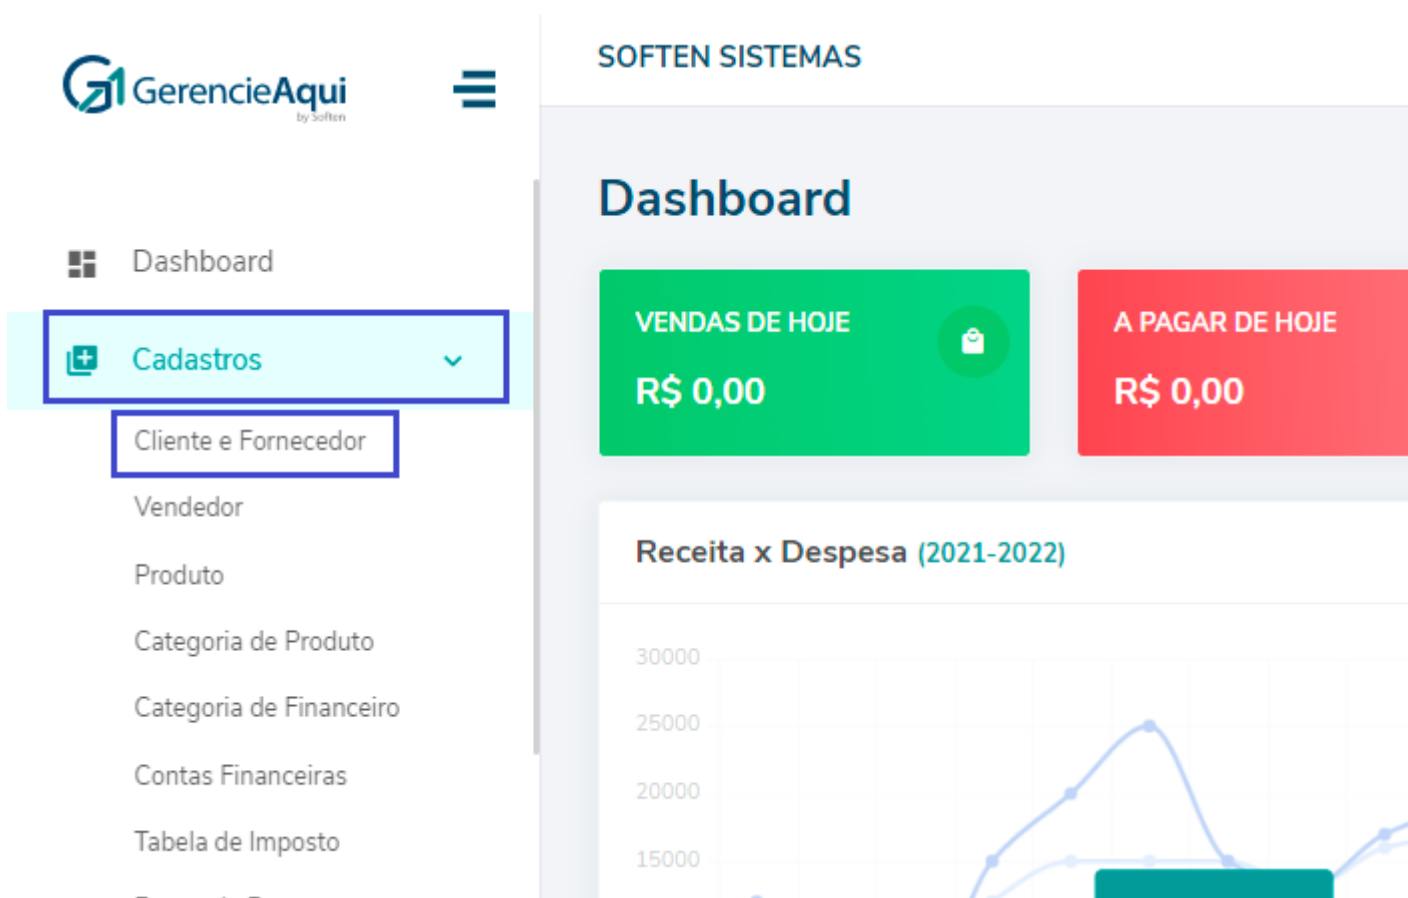 GerencieAqui
by Soften
SOFTEN SISTEMAS
Dashboard
Cadastros
Cliente e Fornecedor
Vendedor
Produto
Categoria de Produto
Categoria de Financeiro
Contas Financeiras
Tabela de Imposto
Dashboard
VENDAS DE HOJE
R$ 0,00
A PAGAR DE HOJE
R$ 0,00
Receita x Despesa (2021-2022)
30000
25000
20000
15000